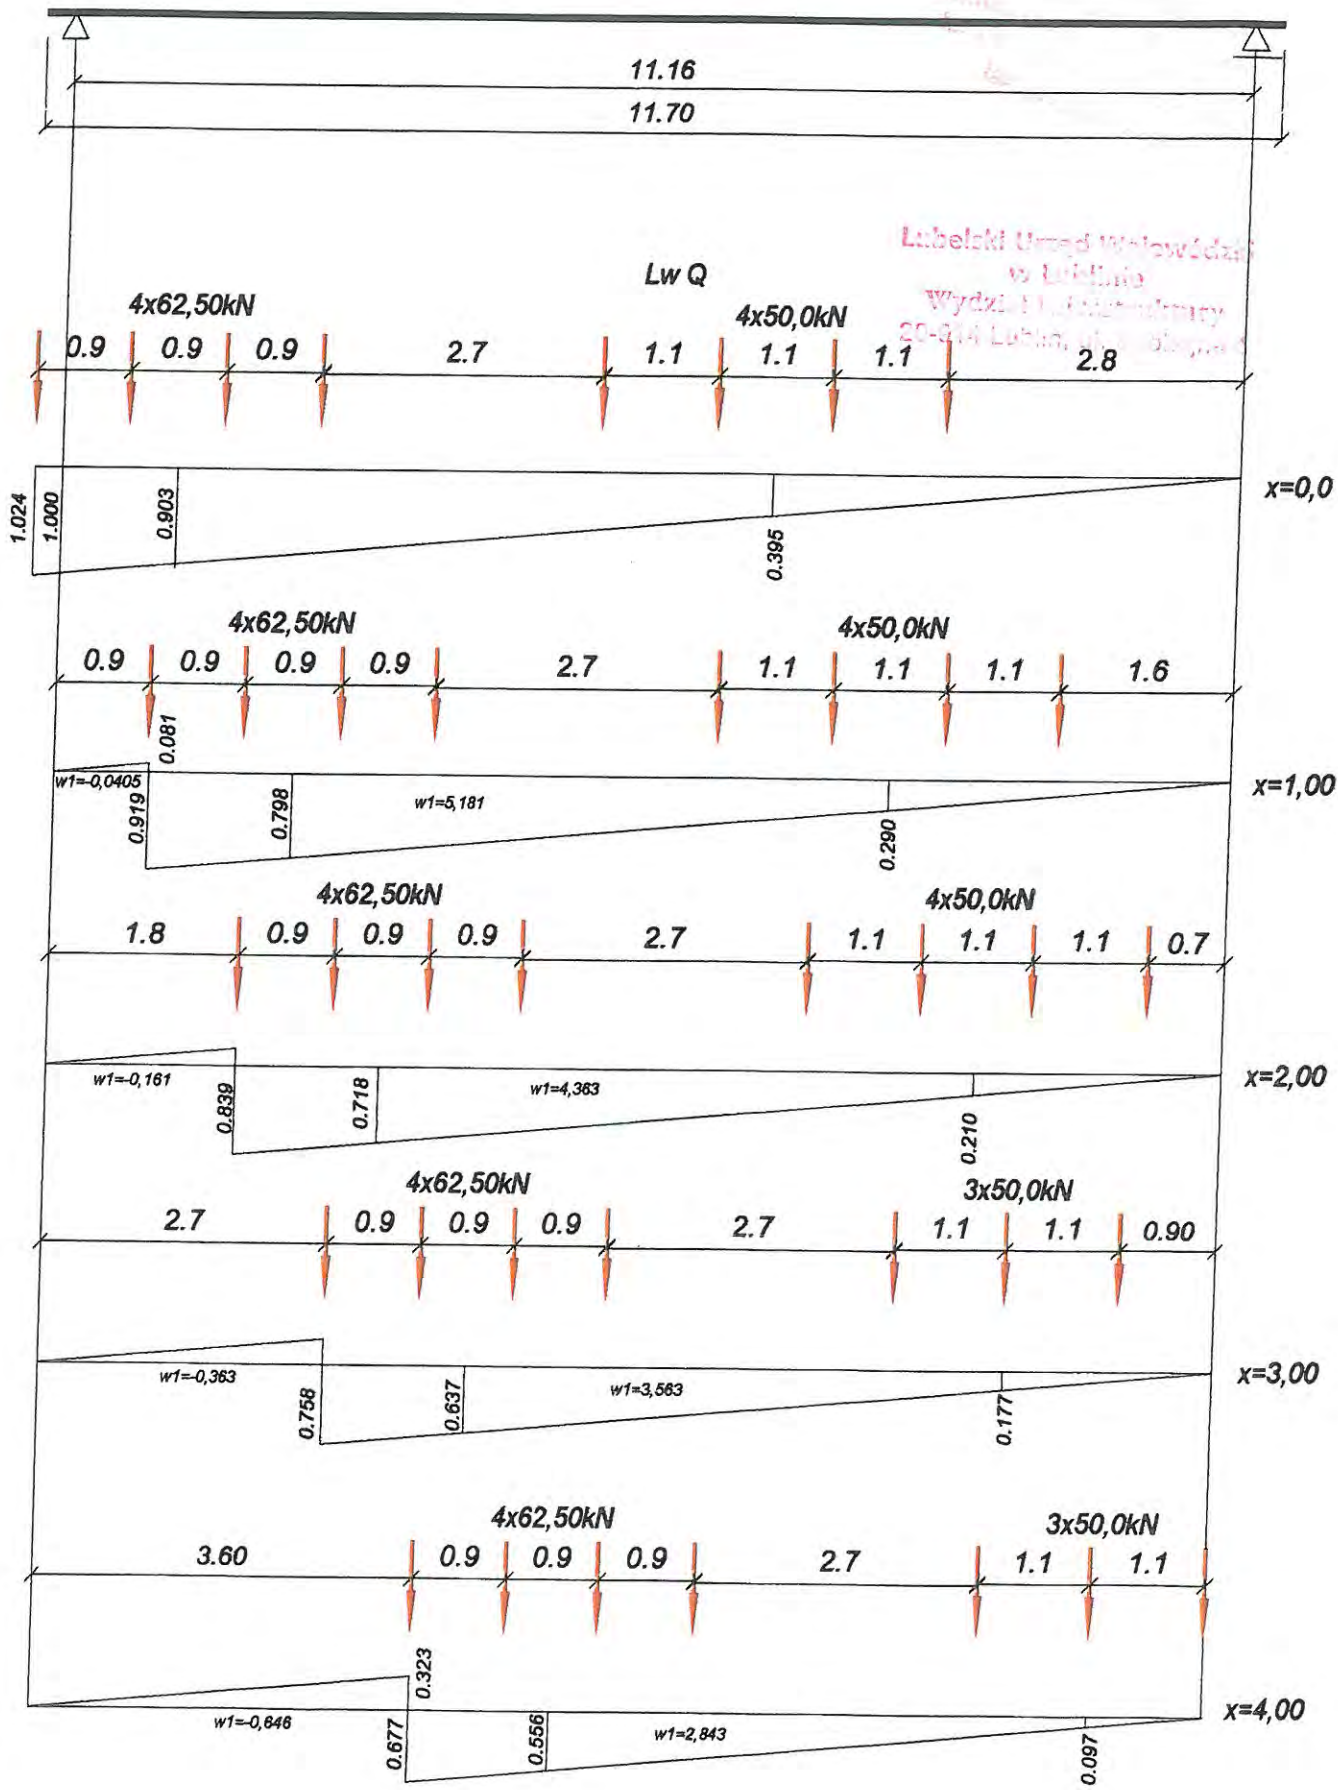 11.16
11.70
Lubelski Urząd Wojewódzki
w Lublinie
Lw Q
Wydział Infrastruktury
4x62,50kN 4x50,0kN
20-914 Lublin, ul.
0.9 0.9 0.9 2.7 1.1 1.1 1.1 2.8
1.024 1.000 0.903 0.395 x=0,0
4x62,50kN 4x50,0kN
0.9 0.9 0.9 0.9 2.7 1.1 1.1 1.1 1.6
0.081
w1=-0,0405 0.919 0.798 w1=5,181 0.290 x=1,00
4x62,50kN 4x50,0kN
1.8 0.9 0.9 0.9 2.7 1.1 1.1 1.1 0.7
w1=-0,161 0.839 0.718 w1=4,363 0.210 x=2,00
4x62,50kN 3x50,0kN
2.7 0.9 0.9 0.9 2.7 1.1 1.1 0.90
w1=-0,363 0.758 0.637 w1=3,563 0.177 x=3,00
4x62,50kN 3x50,0kN
3.60 0.9 0.9 0.9 2.7 1.1 1.1
0.323
w1=-0,646 0.677 0.556 w1=2,843 0.097 x=4,00